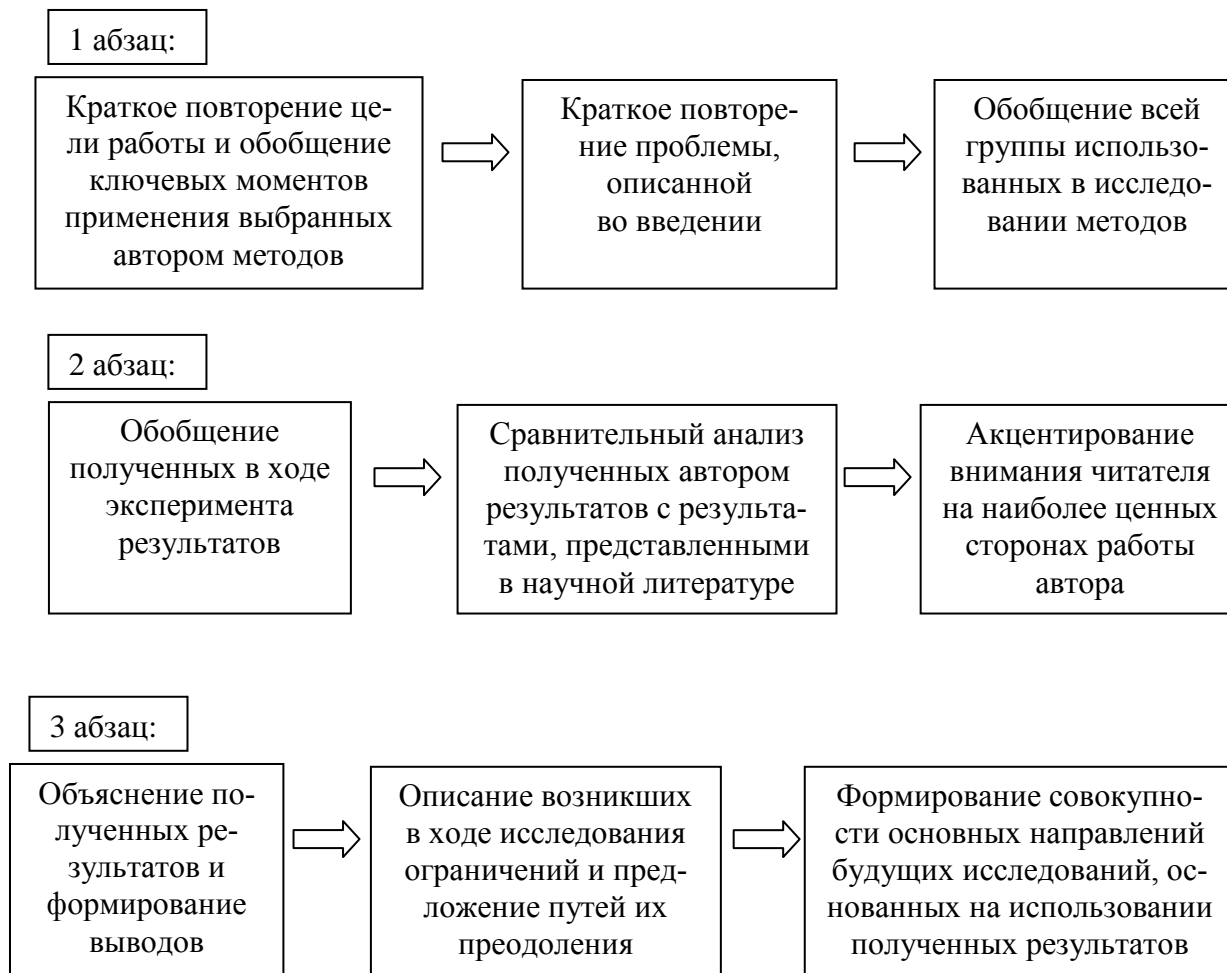 1 абзац:
Краткое повторение це-
ли работы и обобщение
ключевых моментов
применения выбранных
автором методов
Краткое повторе-
ние проблемы,
описанной
во введении
Обобщение всей
группы использо-
ванных в исследо-
вании методов
2 абзац:
Обобщение
полученных в ходе
эксперимента
результатов
Сравнительный анализ
полученных автором
результатов с результа-
тами, представленными
в научной литературе
Акцентирование
внимания читателя
на наиболее ценных
сторонах работы
автора
3 абзац:
Объяснение по-
лученных ре-
зультатов и
формирование
выводов
Описание возникших
в ходе исследования
ограничений и пред-
ложение путей их
преодоления
Формирование совокупно-
сти основных направлений
будущих исследований, ос-
нованных на использовании
полученных результатов